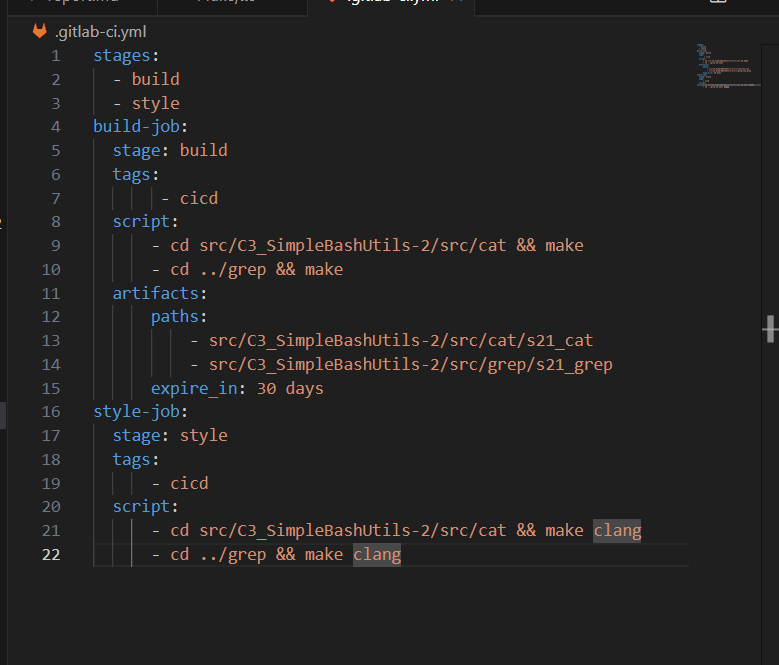 .gitlab-ci.yml
1 stages:
2 - build
3 - style
4 build-job:
5 stage: build
6 tags:
7 - cicd
8 script:
9 - cd src/C3_SimpleBashUtils-2/src/cat && make
10 - cd ../grep && make
11 artifacts:
12 paths:
13 - src/C3_SimpleBashUtils-2/src/cat/s21_cat
14 - src/C3_SimpleBashUtils-2/src/grep/s21_grep
15 expire_in: 30 days
16 style-job:
17 stage: style
18 tags:
19 - cicd
20 script:
21 - cd src/C3_SimpleBashUtils-2/src/cat && make clang
22 - cd ../grep && make clang